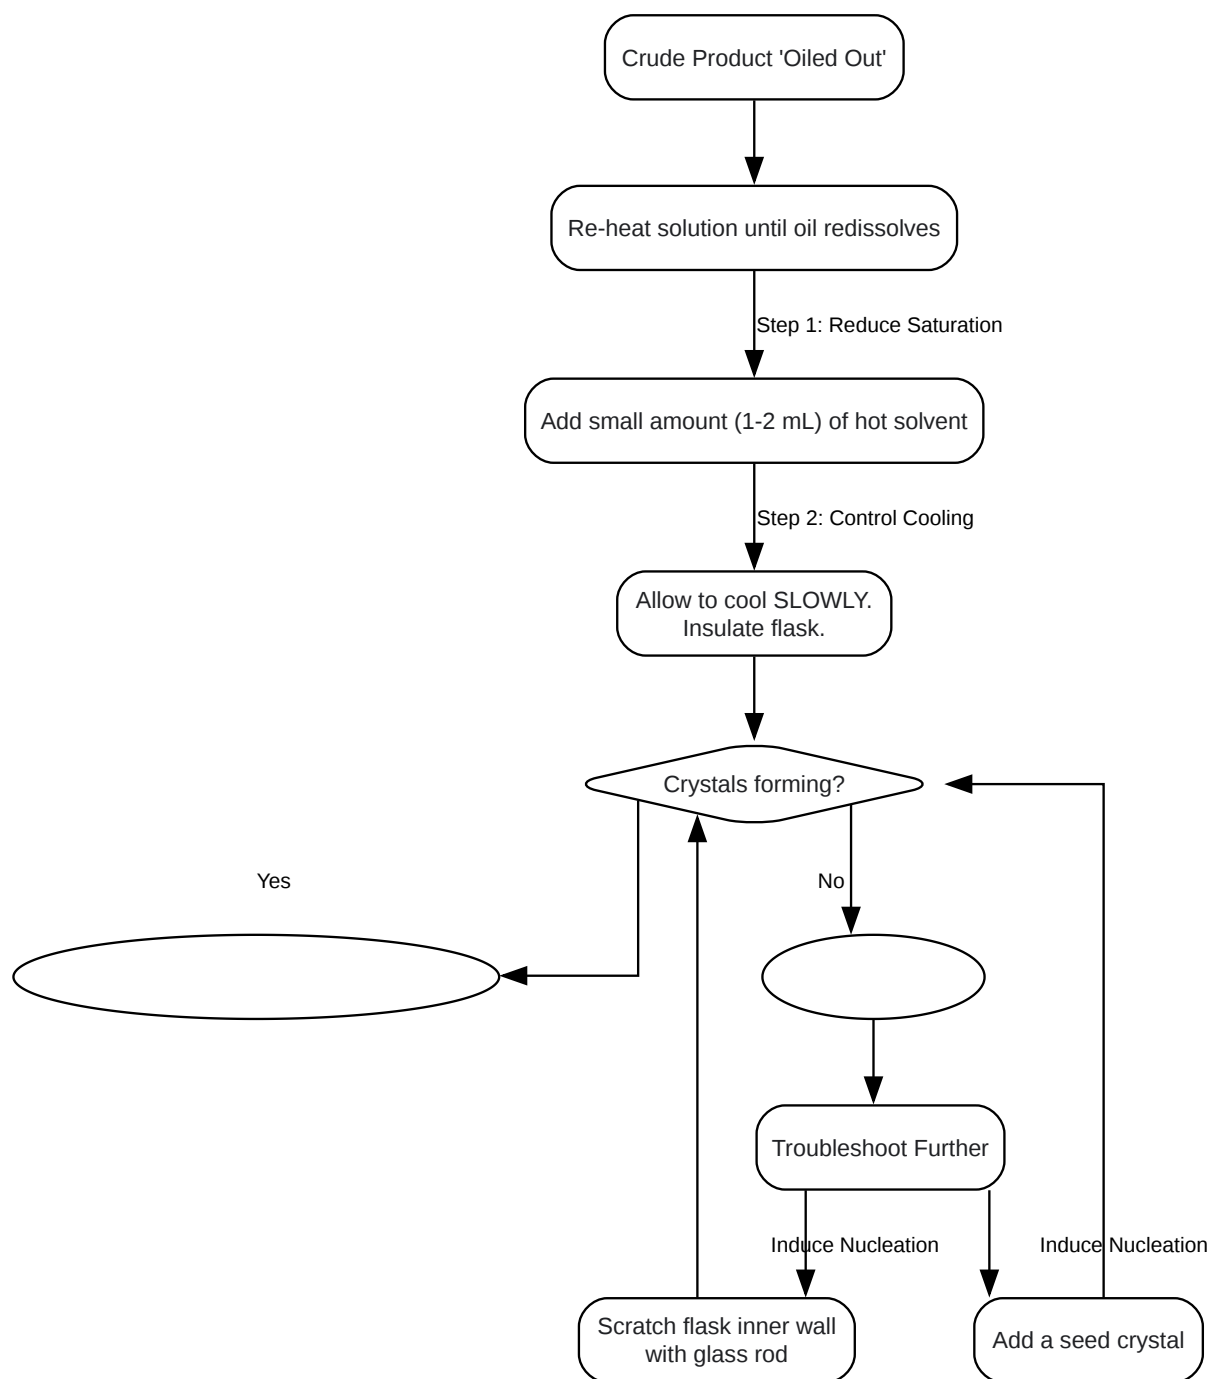 Crude Product 'Oiled Out'
Re-heat solution until oil redissolves
Step 1: Reduce Saturation
Add small amount (1-2 mL) of hot solvent
Step 2: Control Cooling
Allow to cool SLOWLY.
Insulate flask.
Crystals forming?
Yes
No
Troubleshoot Further
Induce Nucleation
Induce Nucleation
Scratch flask inner wall
with glass rod
Add a seed crystal